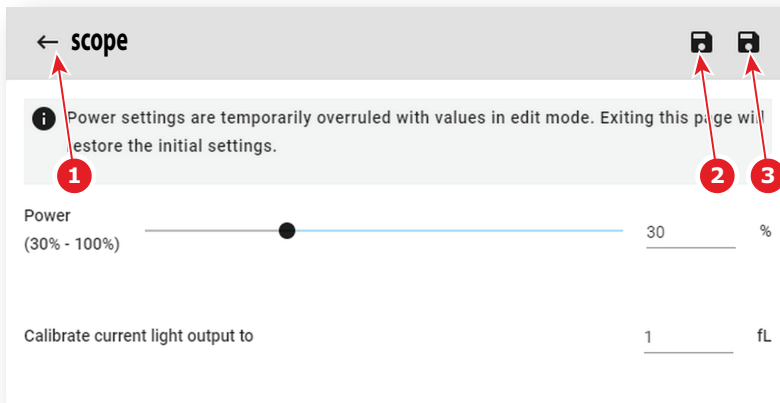 scope
Power settings are temporarily overruled with values in edit mode. Exiting this page will
restore the initial settings.
1
2
3
Power
(30% - 100%)
30
%
Calibrate current light output to
1
fL